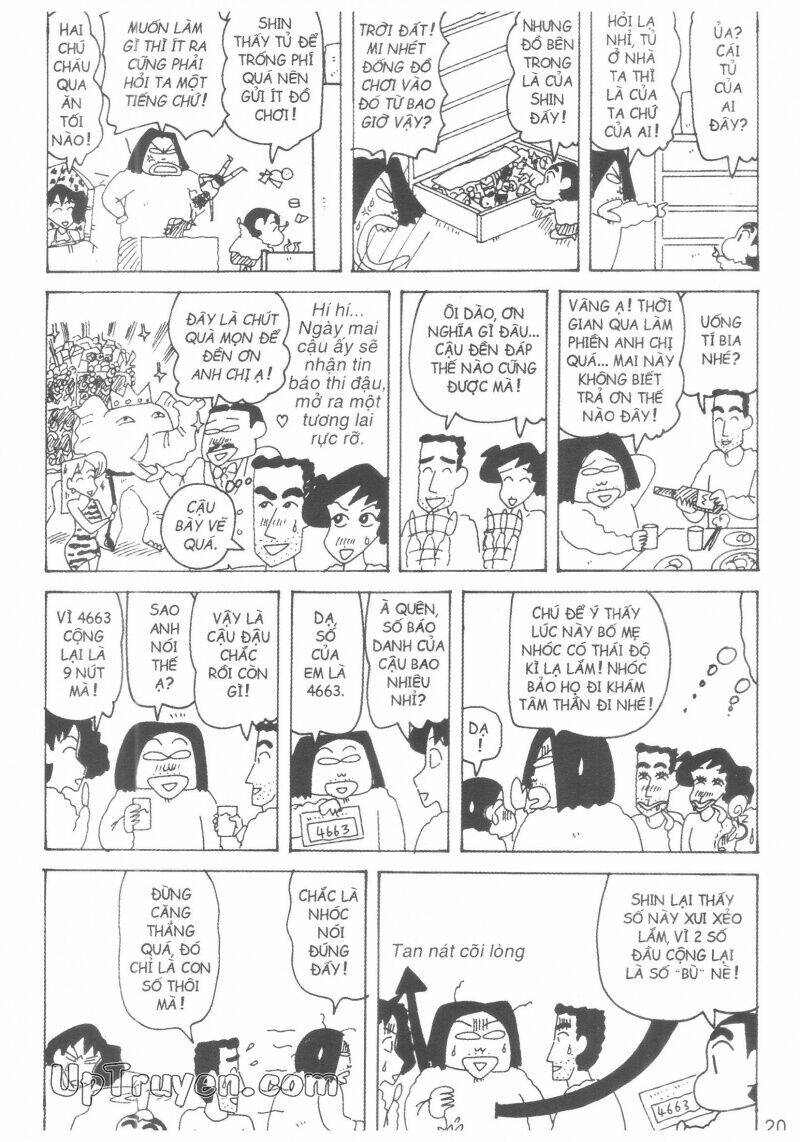 ỦA?
CÁI
TỦ
CỦA
AI
ĐÂY?
HỎI LẠ
NHỈ, TỦ
Ở NHÀ
TA THÌ
LÀ CỦA
TA CHỨ
CỦA AI!
NHƯNG
ĐỒ BÊN
TRONG
LÀ CỦA
SHIN
ĐẤY!
TRỜI ĐẤT!
MI NHÉT
ĐỐNG ĐỒ
CHƠI VÀO
ĐÓ TỪ BAO
GIỜ VẬY?
SHIN
THẤY TỦ ĐỂ
TRỐNG PHÍ
QUÁ NÊN
GỬI ÍT ĐỒ
CHƠI!
MUỐN LÀM
GÌ THÌ ÍT RA
CŨNG PHẢI
HỎI TA MỘT
TIẾNG CHỨ!
HAI
CHÚ
CHÁU
QUA
ĂN
TỐI
NÀO!
UỐNG
TÍ BIA
NHÉ?
VÂNG Ạ! THỜI
GIAN QUA LÀM
PHIỀN ANH CHỊ
QUÁ... MAI NÀY
KHÔNG BIẾT
TRẢ ƠN THẾ
NÀO ĐÂY!
ÔI DÀO, ƠN
NGHĨA GÌ ĐÂU...
CẬU ĐỀN ĐÁP
THẾ NÀO CŨNG
ĐƯỢC MÀ!
Hí hí...
Ngày mai
cậu ấy sẽ
nhận tin
báo thi đậu,
mở ra một
tương lai
rực rỡ.
ĐÂY LÀ CHÚT
QUÀ MỌN ĐỂ
ĐỀN ƠN
ANH CHỊ Ạ!
CẬU
BÀY VẼ
QUÁ.
CHÚ ĐỂ Ý THẤY
LÚC NÀY BỐ MẸ
NHÓC CÓ THÁI ĐỘ
KÌ LẠ LẮM! NHÓC
BẢO HỌ ĐI KHÁM
TÂM THẦN ĐI NHÉ!
DẠ
!
À QUÊN,
SỐ BÁO
DANH CỦA
CẬU BAO
NHIÊU
NHỈ?
DẠ,
SỐ
CỦA
EM LÀ
4663.
4663
VẬY LÀ
CẬU ĐẬU
CHẮC
RỒI CÒN
GÌ!
SAO
ANH
NÓI
THẾ
Ạ?
VÌ 4663
CỘNG
LẠI LÀ
9 NÚT
MÀ!
SHIN LẠI THẤY
SỐ NÀY XUI XẺO
LẮM, VÌ 2 SỐ
ĐẦU CỘNG LẠI
LÀ SỐ "BÙ" NÈ!
Tan nát cõi lòng
4663
CHẮC LÀ
NHÓC
NÓI
ĐÚNG
ĐẤY!
ĐỪNG
CĂNG
THẲNG
QUÁ, ĐÓ
CHỈ LÀ CON
SỐ THÔI
MÀ!
UpTruyen.com
20